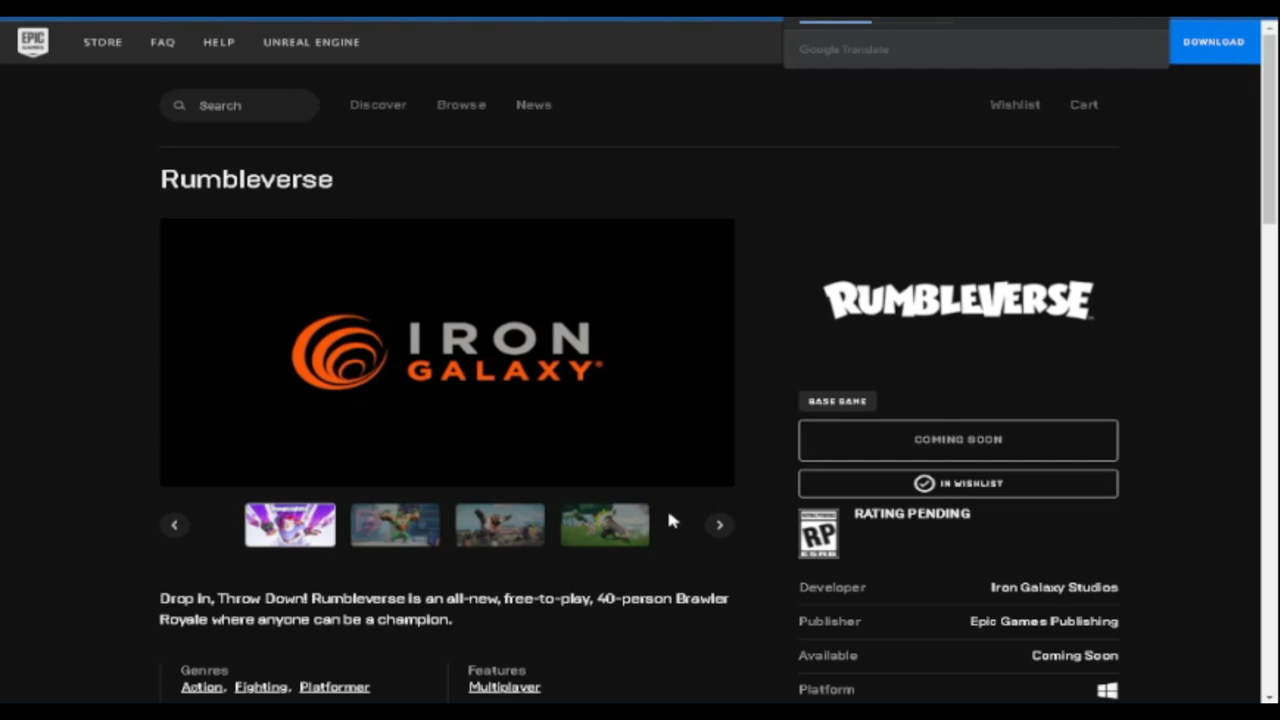 EPIC
GAMES
STORE
FAQ
HELP
UNREAL ENGINE
Google Translate
DOWNLOAD
Search
Discover
Browse
News
Wishlist
Cart
Rumbleverse
IRON
GALAXY
RUMBLEVERSE
BASE GAME
COMING SOON
IN WISHLIST
RP
ESRB
RATING PENDING
Developer
Iron Galaxy Studios
Publisher
Epic Games Publishing
Available
Coming Soon
Platform
Drop In, Throw Down! Rumbleverse is an all-new, free-to-play, 40-person Brawler
Royale where anyone can be a champion.
Genres
Action, Fighting, Platformer
Features
Multiplayer